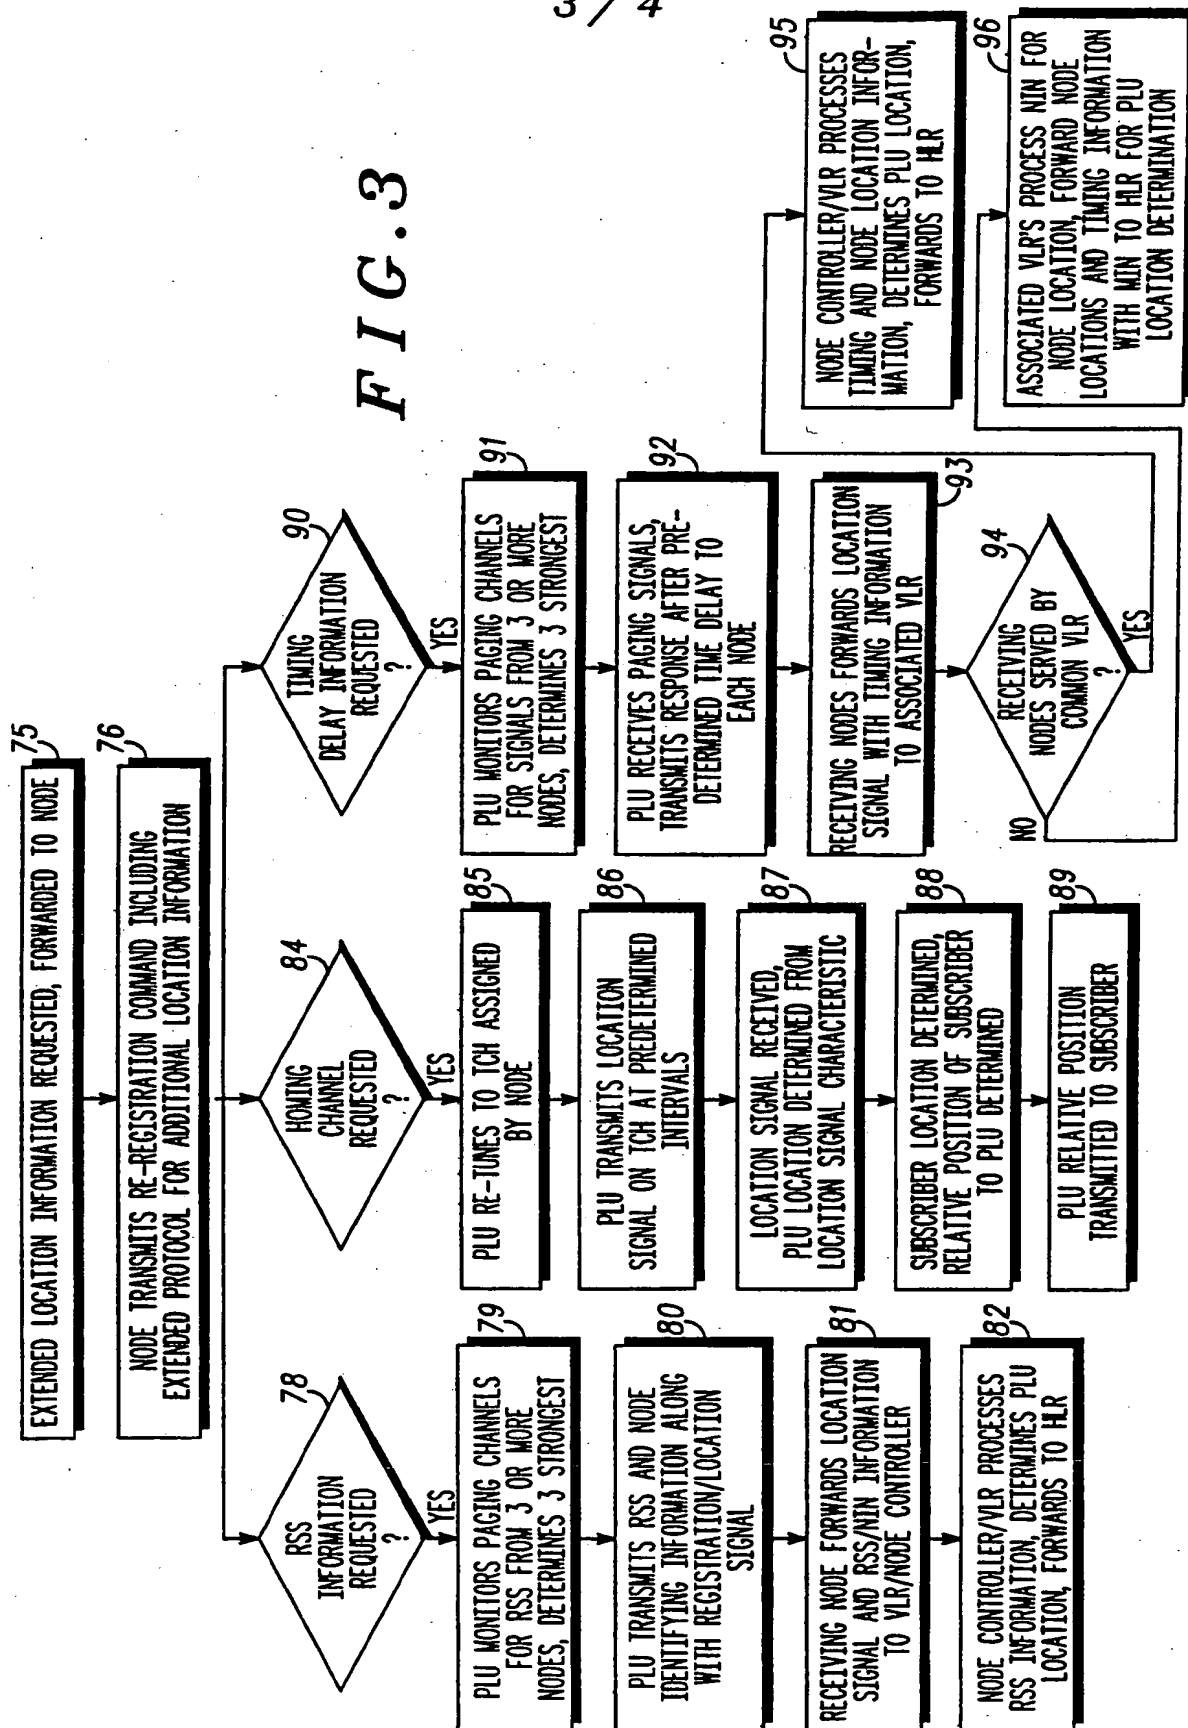 3/4
FIG.3
75
EXTENDED LOCATION INFORMATION REQUESTED, FORWARDED TO NODE
76
NODE TRANSMITS RE-REGISTRATION COMMAND INCLUDING
EXTENDED PROTOCOL FOR ADDITIONAL LOCATION INFORMATION
78
RSS
INFORMATION
REQUESTED
?
YES
79
PLU MONITORS PAGING CHANNELS
FOR RSS FROM 3 OR MORE
NODES, DETERMINES 3 STRONGEST
80
PLU TRANSMITS RSS AND NODE
IDENTIFYING INFORMATION ALONG
WITH REGISTRATION/LOCATION
SIGNAL
81
RECEIVING NODE FORWARDS LOCATION
SIGNAL AND RSS/NIN INFORMATION
TO VLR/NODE CONTROLLER
82
NODE CONTROLLER/VLR PROCESSES
RSS INFORMATION, DETERMINES PLU
LOCATION, FORWARDS TO HLR
84
HOMING
CHANNEL
REQUESTED
?
YES
85
PLU RE-TUNES TO TCH ASSIGNED
BY NODE
86
PLU TRANSMITS LOCATION
SIGNAL ON TCH AT PREDETERMINED
INTERVALS
87
LOCATION SIGNAL RECEIVED,
PLU LOCATION DETERMINED FROM
LOCATION SIGNAL CHARACTERISTIC
88
SUBSCRIBER LOCATION DETERMINED,
RELATIVE POSITION OF SUBSCRIBER
TO PLU DETERMINED
89
PLU RELATIVE POSITION
TRANSMITTED TO SUBSCRIBER
90
TIMING
DELAY INFORMATION
REQUESTED
?
YES
91
PLU MONITORS PAGING CHANNELS
FOR SIGNALS FROM 3 OR MORE
NODES, DETERMINES 3 STRONGEST
92
PLU RECEIVES PAGING SIGNALS,
TRANSMITS RESPONSE AFTER PRE-
DETERMINED TIME DELAY TO
EACH NODE
93
RECEIVING NODES FORWARDS LOCATION
SIGNAL WITH TIMING INFORMATION
TO ASSOCIATED VLR
94
RECEIVING
NODES SERVED BY
COMMON VLR
?
NO
YES
95
NODE CONTROLLER/VLR PROCESSES
TIMING AND NODE LOCATION INFOR-
MATION, DETERMINES PLU LOCATION,
FORWARDS TO HLR
96
ASSOCIATED VLR'S PROCESS NIN FOR
NODE LOCATION, FORWARD NODE
LOCATIONS AND TIMING INFORMATION
WITH MIN TO HLR FOR PLU
LOCATION DETERMINATION